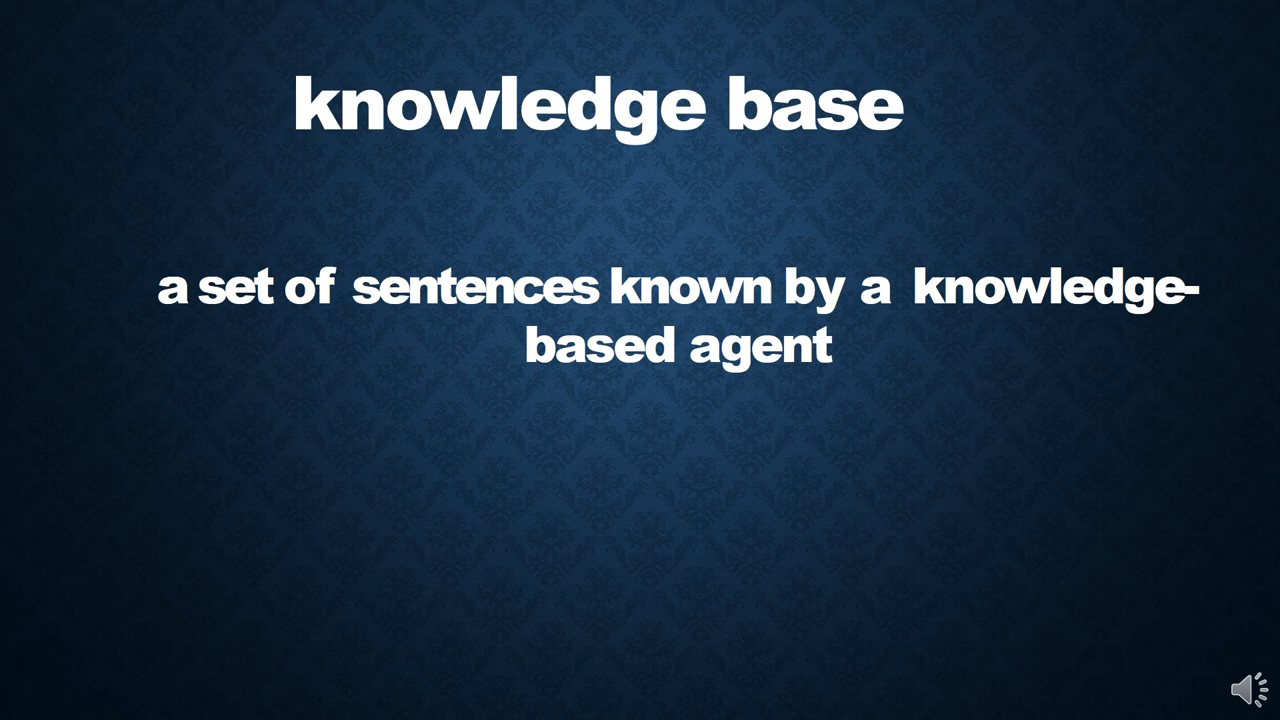 knowledge base
a set of sentences known by a knowledge-
based agent